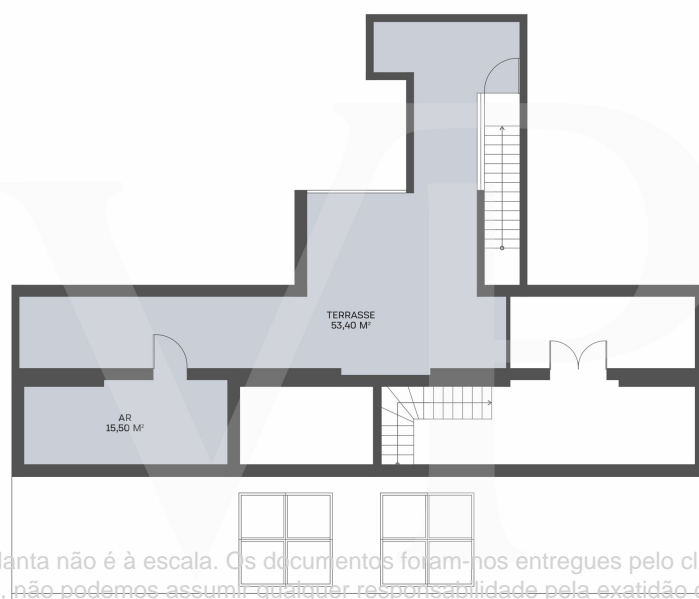 TERRASSE
53,40 M²
AR
15,50 M²
lanta não é à escala. Os documentos foram-nos entregues pelo cl
, não podemos assumir qualquer responsabilidade pela exatidão